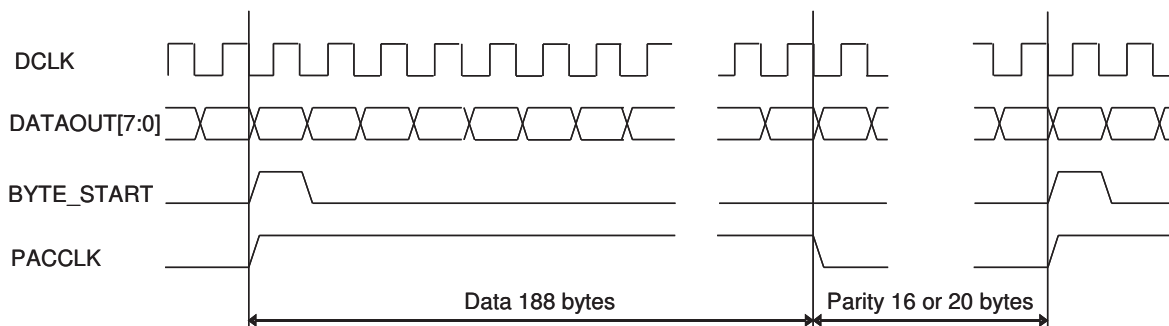 DCLK
DATAOUT[7:0]
BYTE_START
PACCLK
Data 188 bytes
Parity 16 or 20 bytes